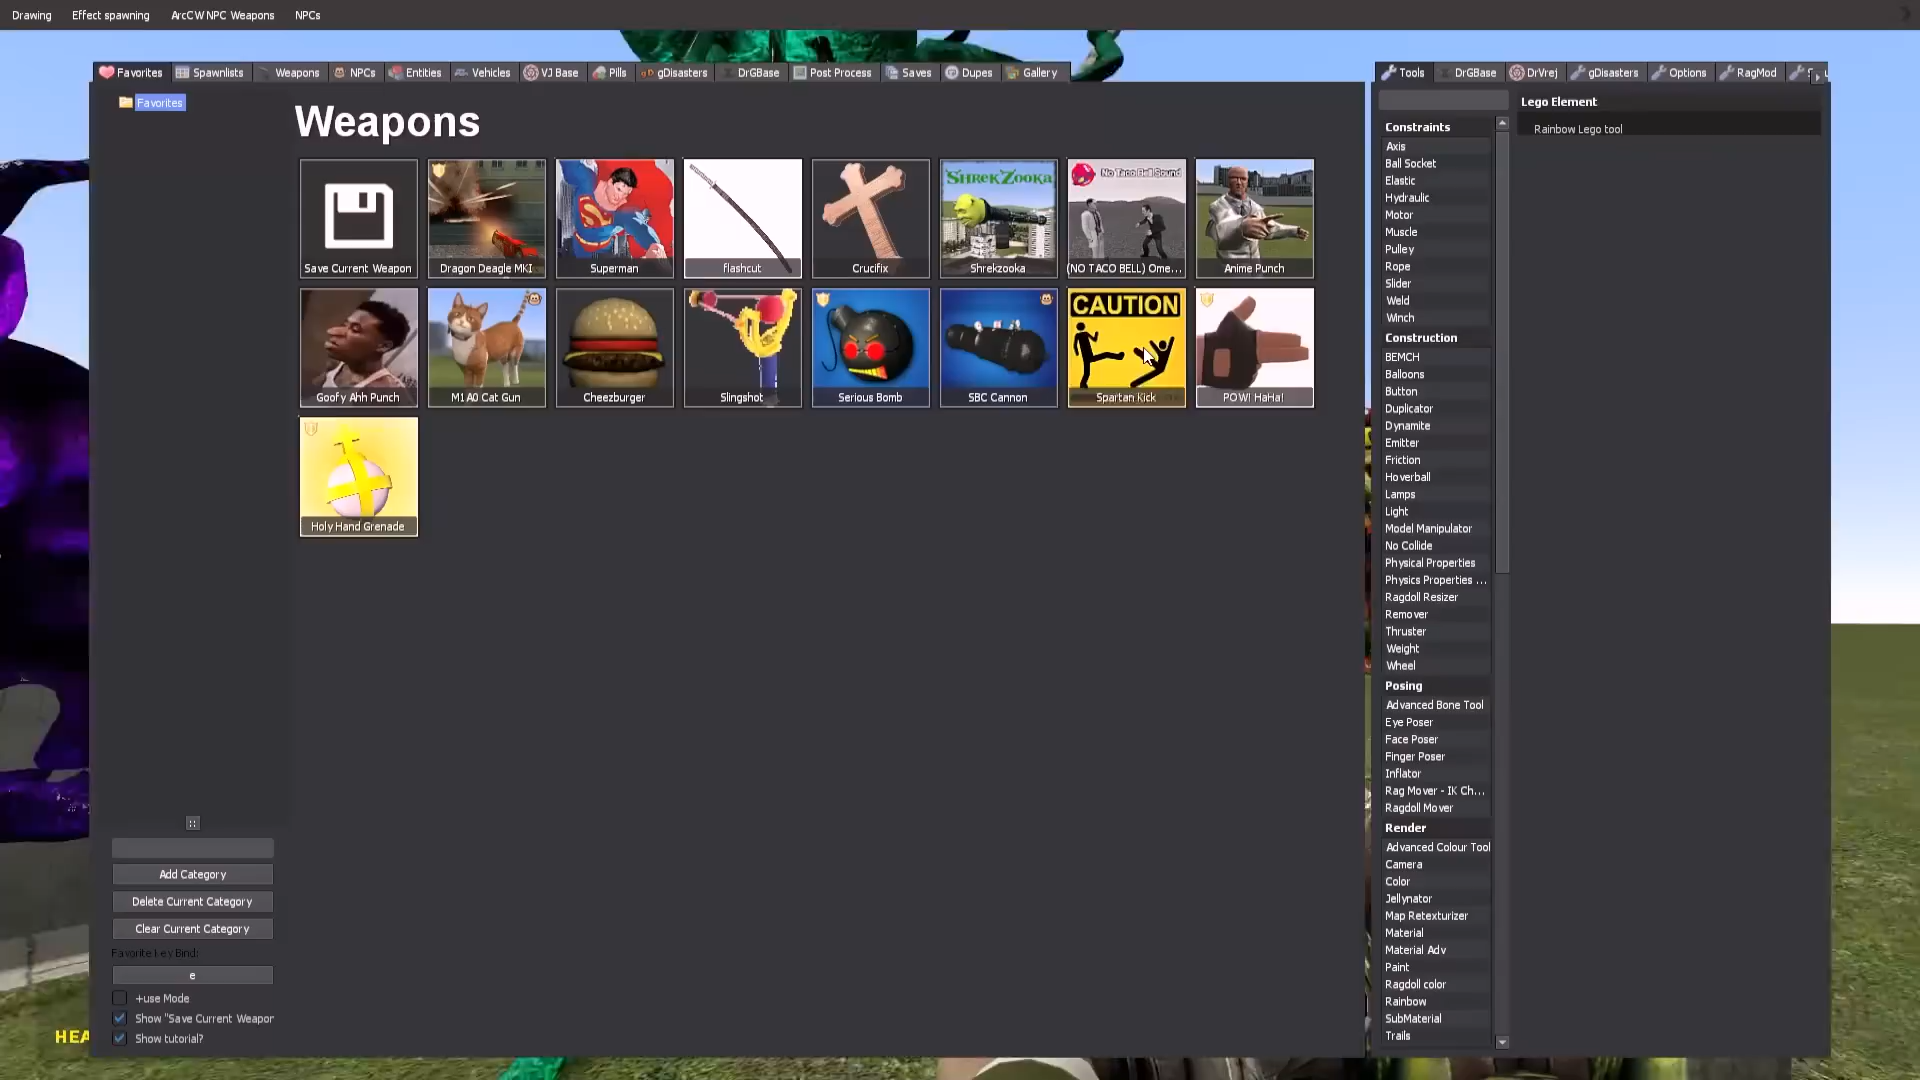 Drawing
Effect spawning
ArcCW NPC Weapons
NPCs
Favorites
Spawnlists
Weapons
NPCs
Entities
Vehicles
VJ Base
Pills
gDisasters
DrGBase
Post Process
Saves
Dupes
Gallery
Tools
DrGBase
DrVrej
gDisasters
Options
RagMod
Favorites
Weapons
Save Current Weapon
Dragon Deagle MKI
Superman
flashcut
Crucifix
SHREKZOOKA
Shrekzooka
No Taco Bell Sound
(NO TACO BELL) Ome...
Anime Punch
Goofy Ahh Punch
M1A0 Cat Gun
Cheezburger
Slingshot
Serious Bomb
SBC Cannon
CAUTION
Spartan Kick
POW! HaHa!
Holy Hand Grenade
Add Category
Delete Current Category
Clear Current Category
Favorite Key Bind:
e
+use Mode
Show "Save Current Weapor
Show tutorial?
HEA
Constraints
Axis
Ball Socket
Elastic
Hydraulic
Motor
Muscle
Pulley
Rope
Slider
Weld
Winch
Construction
BEMCH
Balloons
Button
Duplicator
Dynamite
Emitter
Friction
Hoverball
Lamps
Light
Model Manipulator
No Collide
Physical Properties
Physics Properties ...
Ragdoll Resizer
Remover
Thruster
Weight
Wheel
Posing
Advanced Bone Tool
Eye Poser
Face Poser
Finger Poser
Inflator
Rag Mover - IK Ch...
Ragdoll Mover
Render
Advanced Colour Tool
Camera
Color
Jellynator
Map Retexturizer
Material
Material Adv
Paint
Ragdoll color
Rainbow
SubMaterial
Trails
Lego Element
Rainbow Lego tool